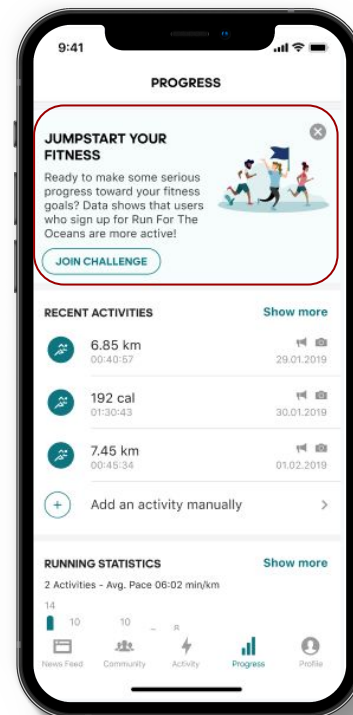 9:41
PROGRESS
JUMPSTART YOUR
FITNESS
Ready to make some serious
progress toward your fitness
goals? Data shows that users
who sign up for Run For The
Oceans are more active!
JOIN CHALLENGE
RECENT ACTIVITIES Show more
6.85 km
00:40:57 29.01.2019
192 cal
01:30:43 30.01.2019
7.45 km
00:45:34 01.02.2019
Add an activity manually
RUNNING STATISTICS Show more
2 Activities - Avg. Pace 06:02 min/km
14
10 10
News Feed Community Activity Progress Profile